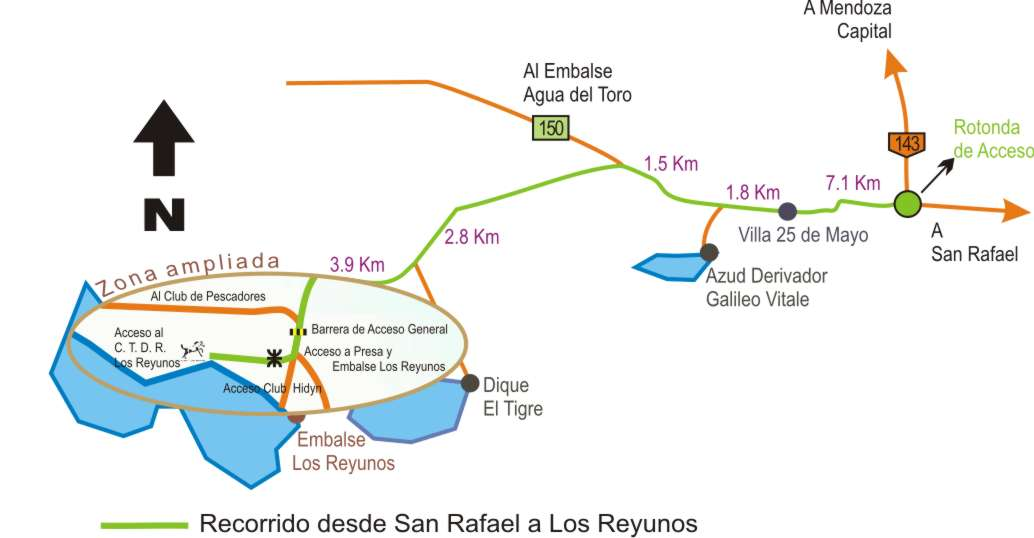 A Mendoza
Capital
Al Embalse
Agua del Toro
150
143
Rotonda
de Acceso
1.5 Km
1.8 Km
7.1 Km
Villa 25 de Mayo
A
San Rafael
2.8 Km
3.9 Km
Azud Derivador
Galileo Vitale
Zona ampliada
Al Club de Pescadores
Barrera de Acceso General
Acceso al
C. T. D. R.
Los Reyunos
Acceso a Presa y
Embalse Los Reyunos
Acceso Club Hidyn
Dique
El Tigre
Embalse
Los Reyunos
N
Recorrido desde San Rafael a Los Reyunos